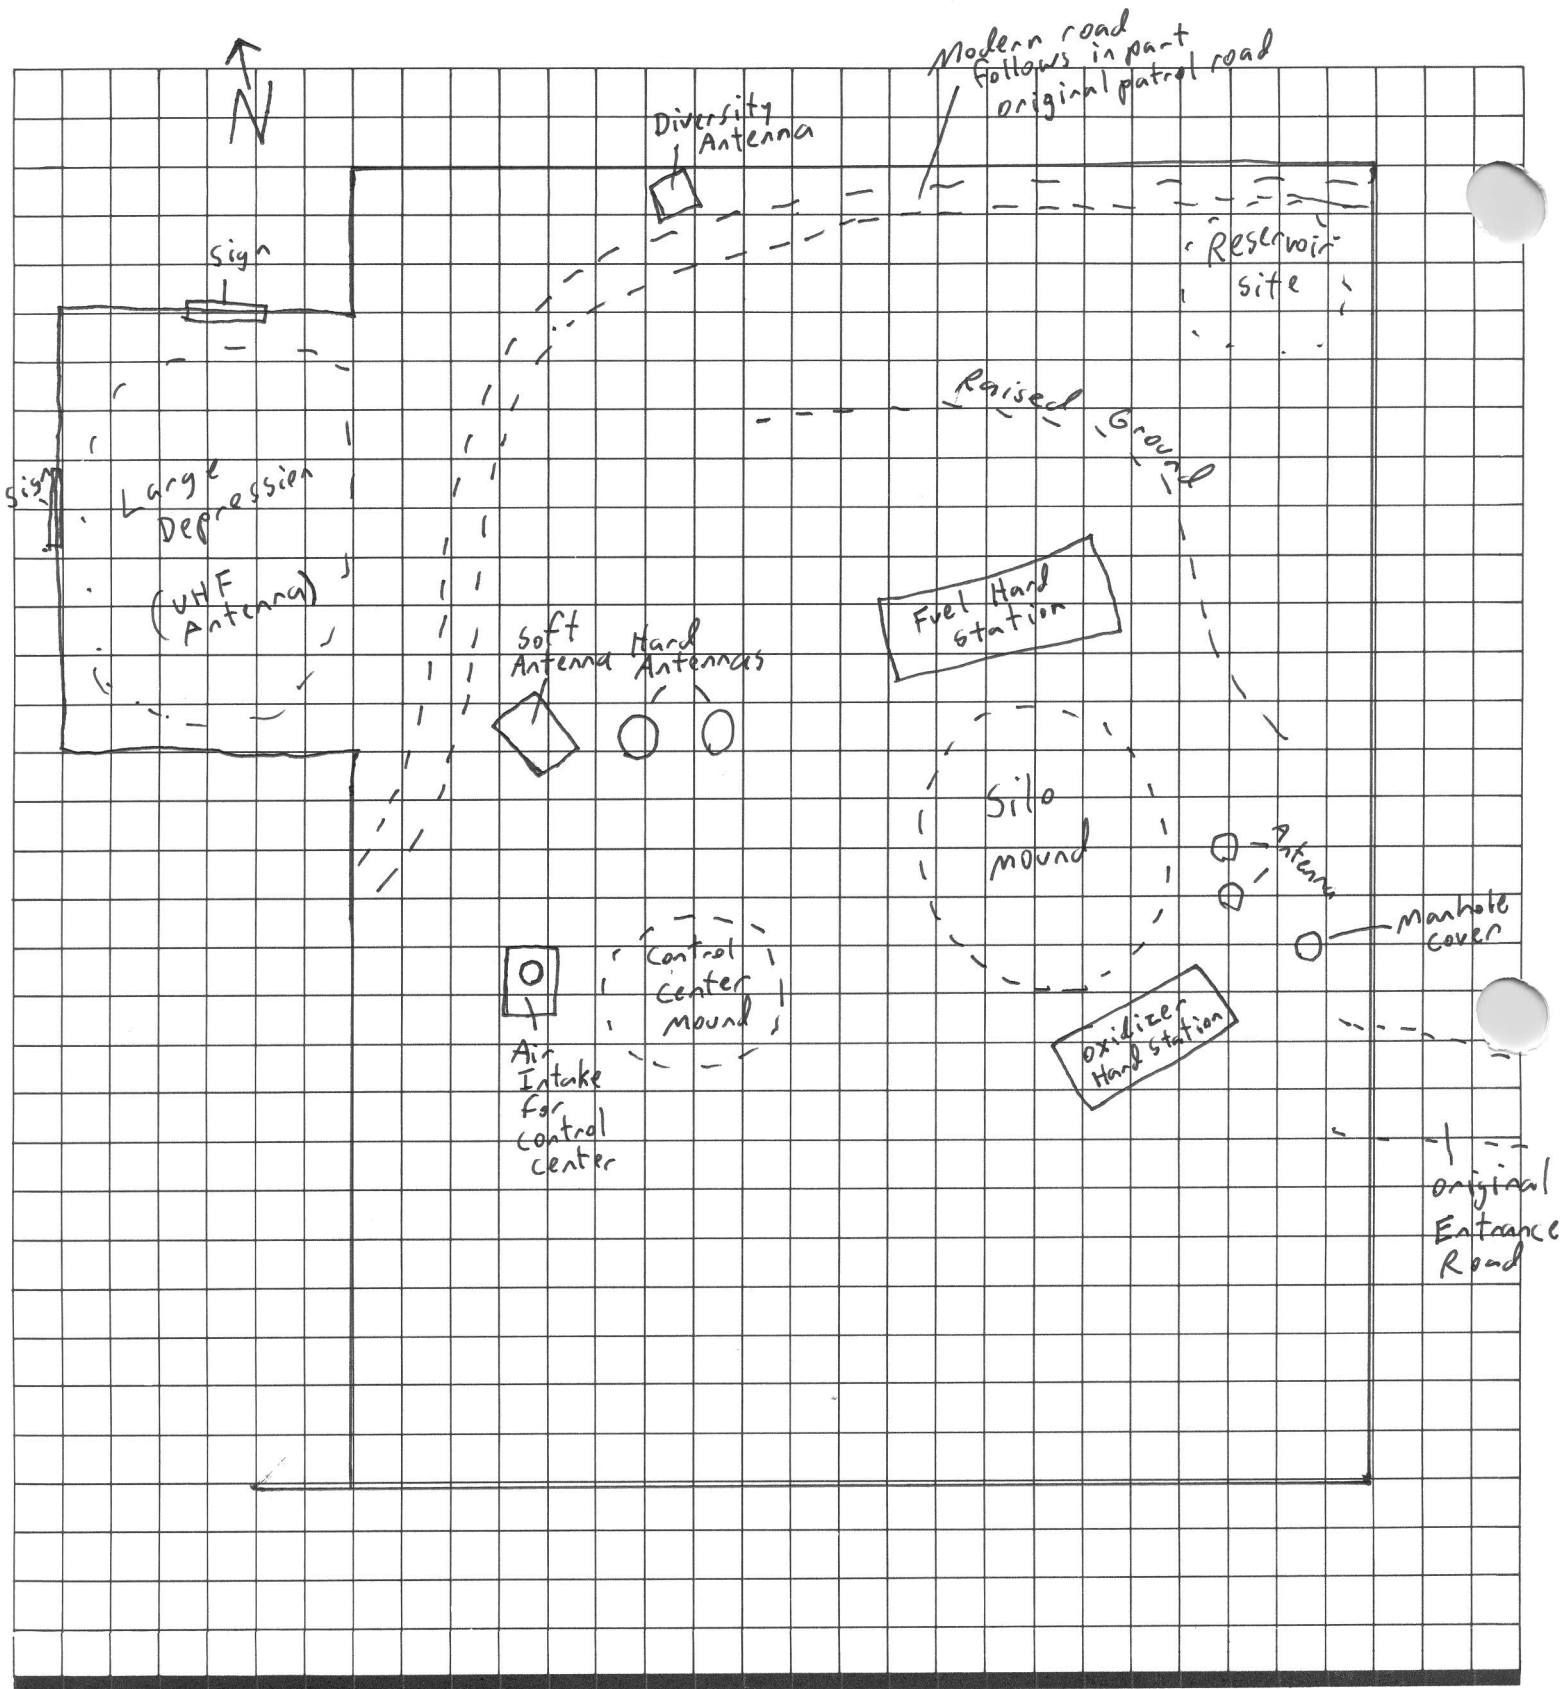 Modern road
follows in part
original patrol road
N
Diversity
Antenna
Sign
Reservoir
site
Raised Ground
Sign
Large
Depression
(UHF
Antenna)
Fuel Hard
Station
Soft
Antenna
Hard
Antennas
Silo
mound
Antenna
Manhole
cover
Control
Center
Mound
Oxidizer
Hard Station
Air
Intake
For
Control
Center
Original
Entrance
Road